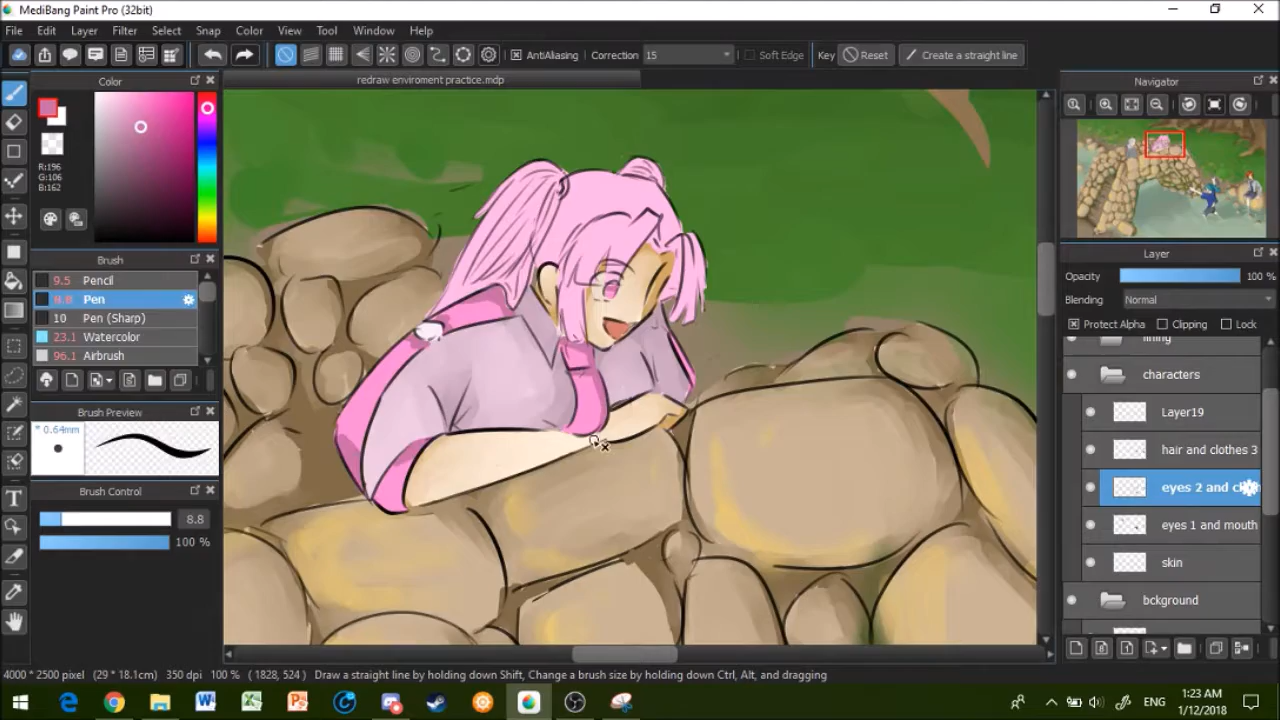 MediBang Paint Pro (32bit)
File Edit Layer Filter Select Snap Color View Tool Window Help
AntiAliasing Correction 15 Soft Edge Key Reset Create a straight line
redraw enviroment practice.mdp
Color
R:196
G:106
B:162
Brush
9.5 Pencil
8.8 Pen
10 Pen (Sharp)
23.1 Watercolor
96.1 Airbrush
Brush Preview
* 0.64mm
Brush Control
8.8
100 %
Navigator
Layer
Opacity 100 %
Blending Normal
Protect Alpha Clipping Lock
lining
characters
Layer19
hair and clothes 3
eyes 2 and cl
eyes 1 and mouth
skin
bckground
4000 * 2500 pixel (29 * 18.1cm) 350 dpi 100 % ( 1828, 524 ) Draw a straight line by holding down Shift, Change a brush size by holding down Ctrl, Alt, and dragging
ENG
1:23 AM
1/12/2018